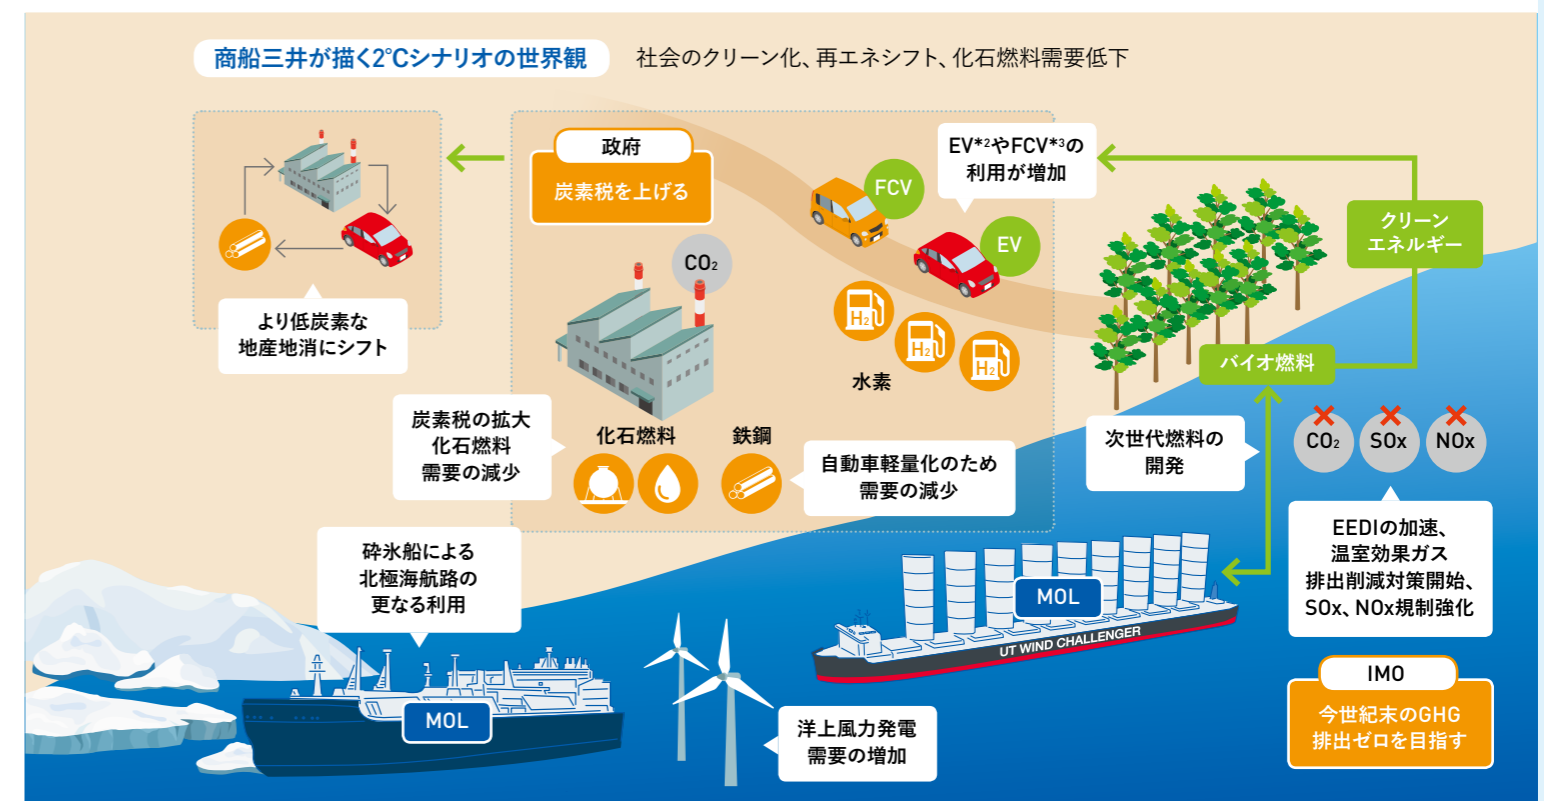 商船三井が描く2℃シナリオの世界観
社会のクリーン化、再エネシフト、化石燃料需要低下
政府
炭素税を上げる
EV*2やFCV*3の
利用が増加
FCV
EV
クリーン
エネルギー
CO2
より低炭素な
地産地消にシフト
H2
H2
H2
水素
バイオ燃料
炭素税の拡大
化石燃料
需要の減少
化石燃料
鉄鋼
自動車軽量化のため
需要の減少
次世代燃料の
開発
CO2
SOx
NOx
EEDIの加速、
温室効果ガス
排出削減対策開始、
SOx、NOx規制強化
砕氷船による
北極海航路の
更なる利用
MOL
UT WIND CHALLENGER
MOL
洋上風力発電
需要の増加
IMO
今世紀末のGHG
排出ゼロを目指す